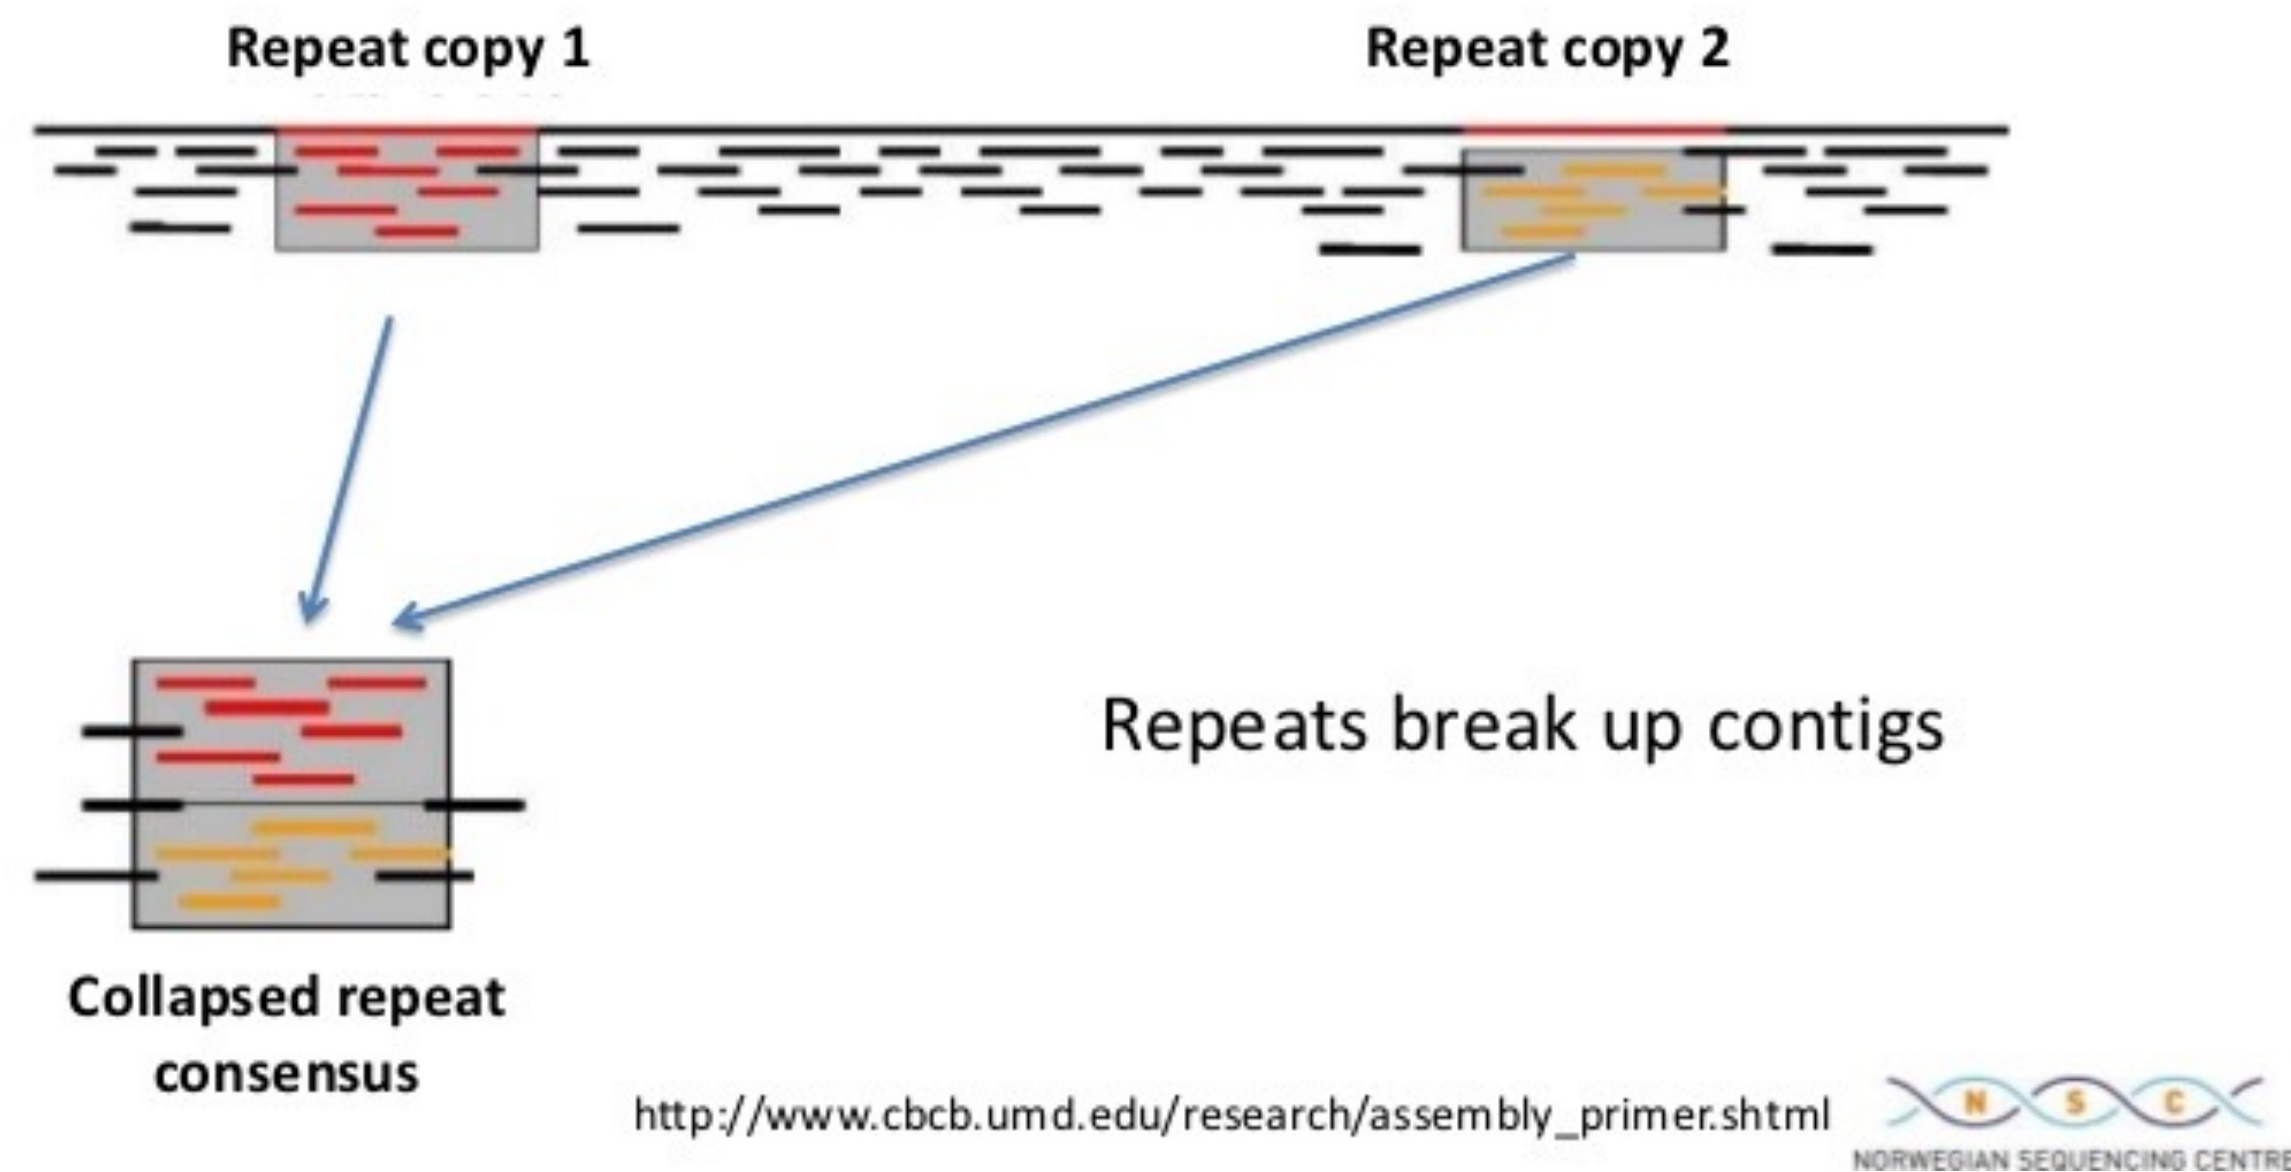 Repeat copy 1
Repeat copy 2
Repeats break up contigs
Collapsed repeat
consensus
http://www.cbcb.umd.edu/research/assembly_primer.shtml
N S C
NORWEGIAN SEQUENCING CENTRE